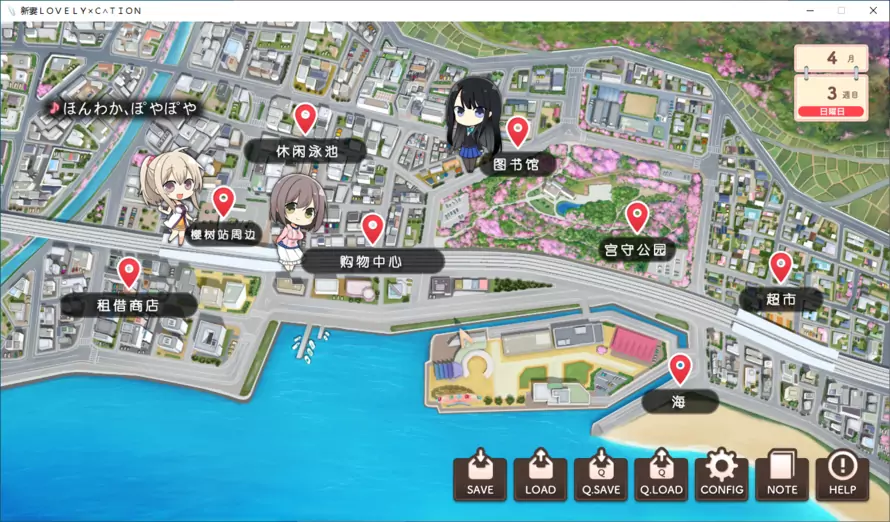 新妻ＬＯＶＥＬＹ×ＣＡＴＩＯＮ
4月
3週目
日曜日
♪ほんわか、ぽやぽや
休闲泳池
图书馆
樱树站周边
宫守公园
购物中心
租借商店
超市
海
SAVE
LOAD
Q
Q.SAVE
Q
Q.LOAD
CONFIG
NOTE
HELP